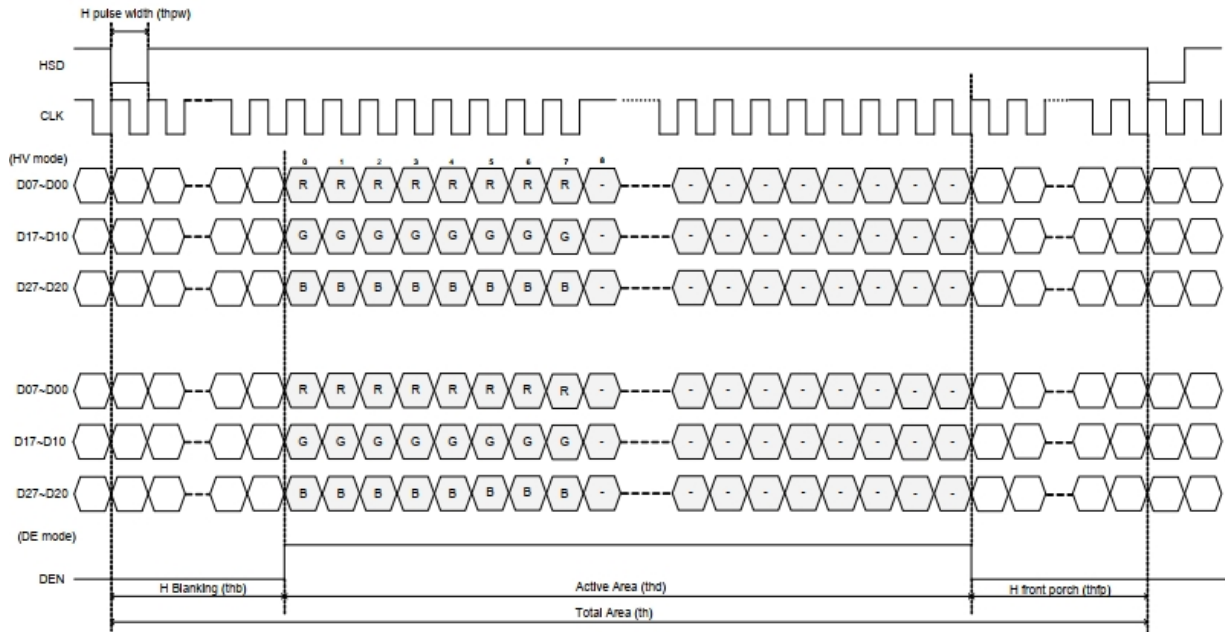 H pulse width (thpw)
HSD
CLK
(HV mode)
0 1 2 3 4 5 6 7 8
D07~D00 R R R R R R R R - - - - - - - - -
D17~D10 G G G G G G G G - - - - - - - - -
D27~D20 B B B B B B B B - - - - - - - - -
D07~D00 R R R R R R R R - - - - - - - - -
D17~D10 G G G G G G G G - - - - - - - - -
D27~D20 B B B B B B B B - - - - - - - - -
(DE mode)
DEN
H Blanking (thb) Active Area (thd) H front porch (thfp)
Total Area (th)